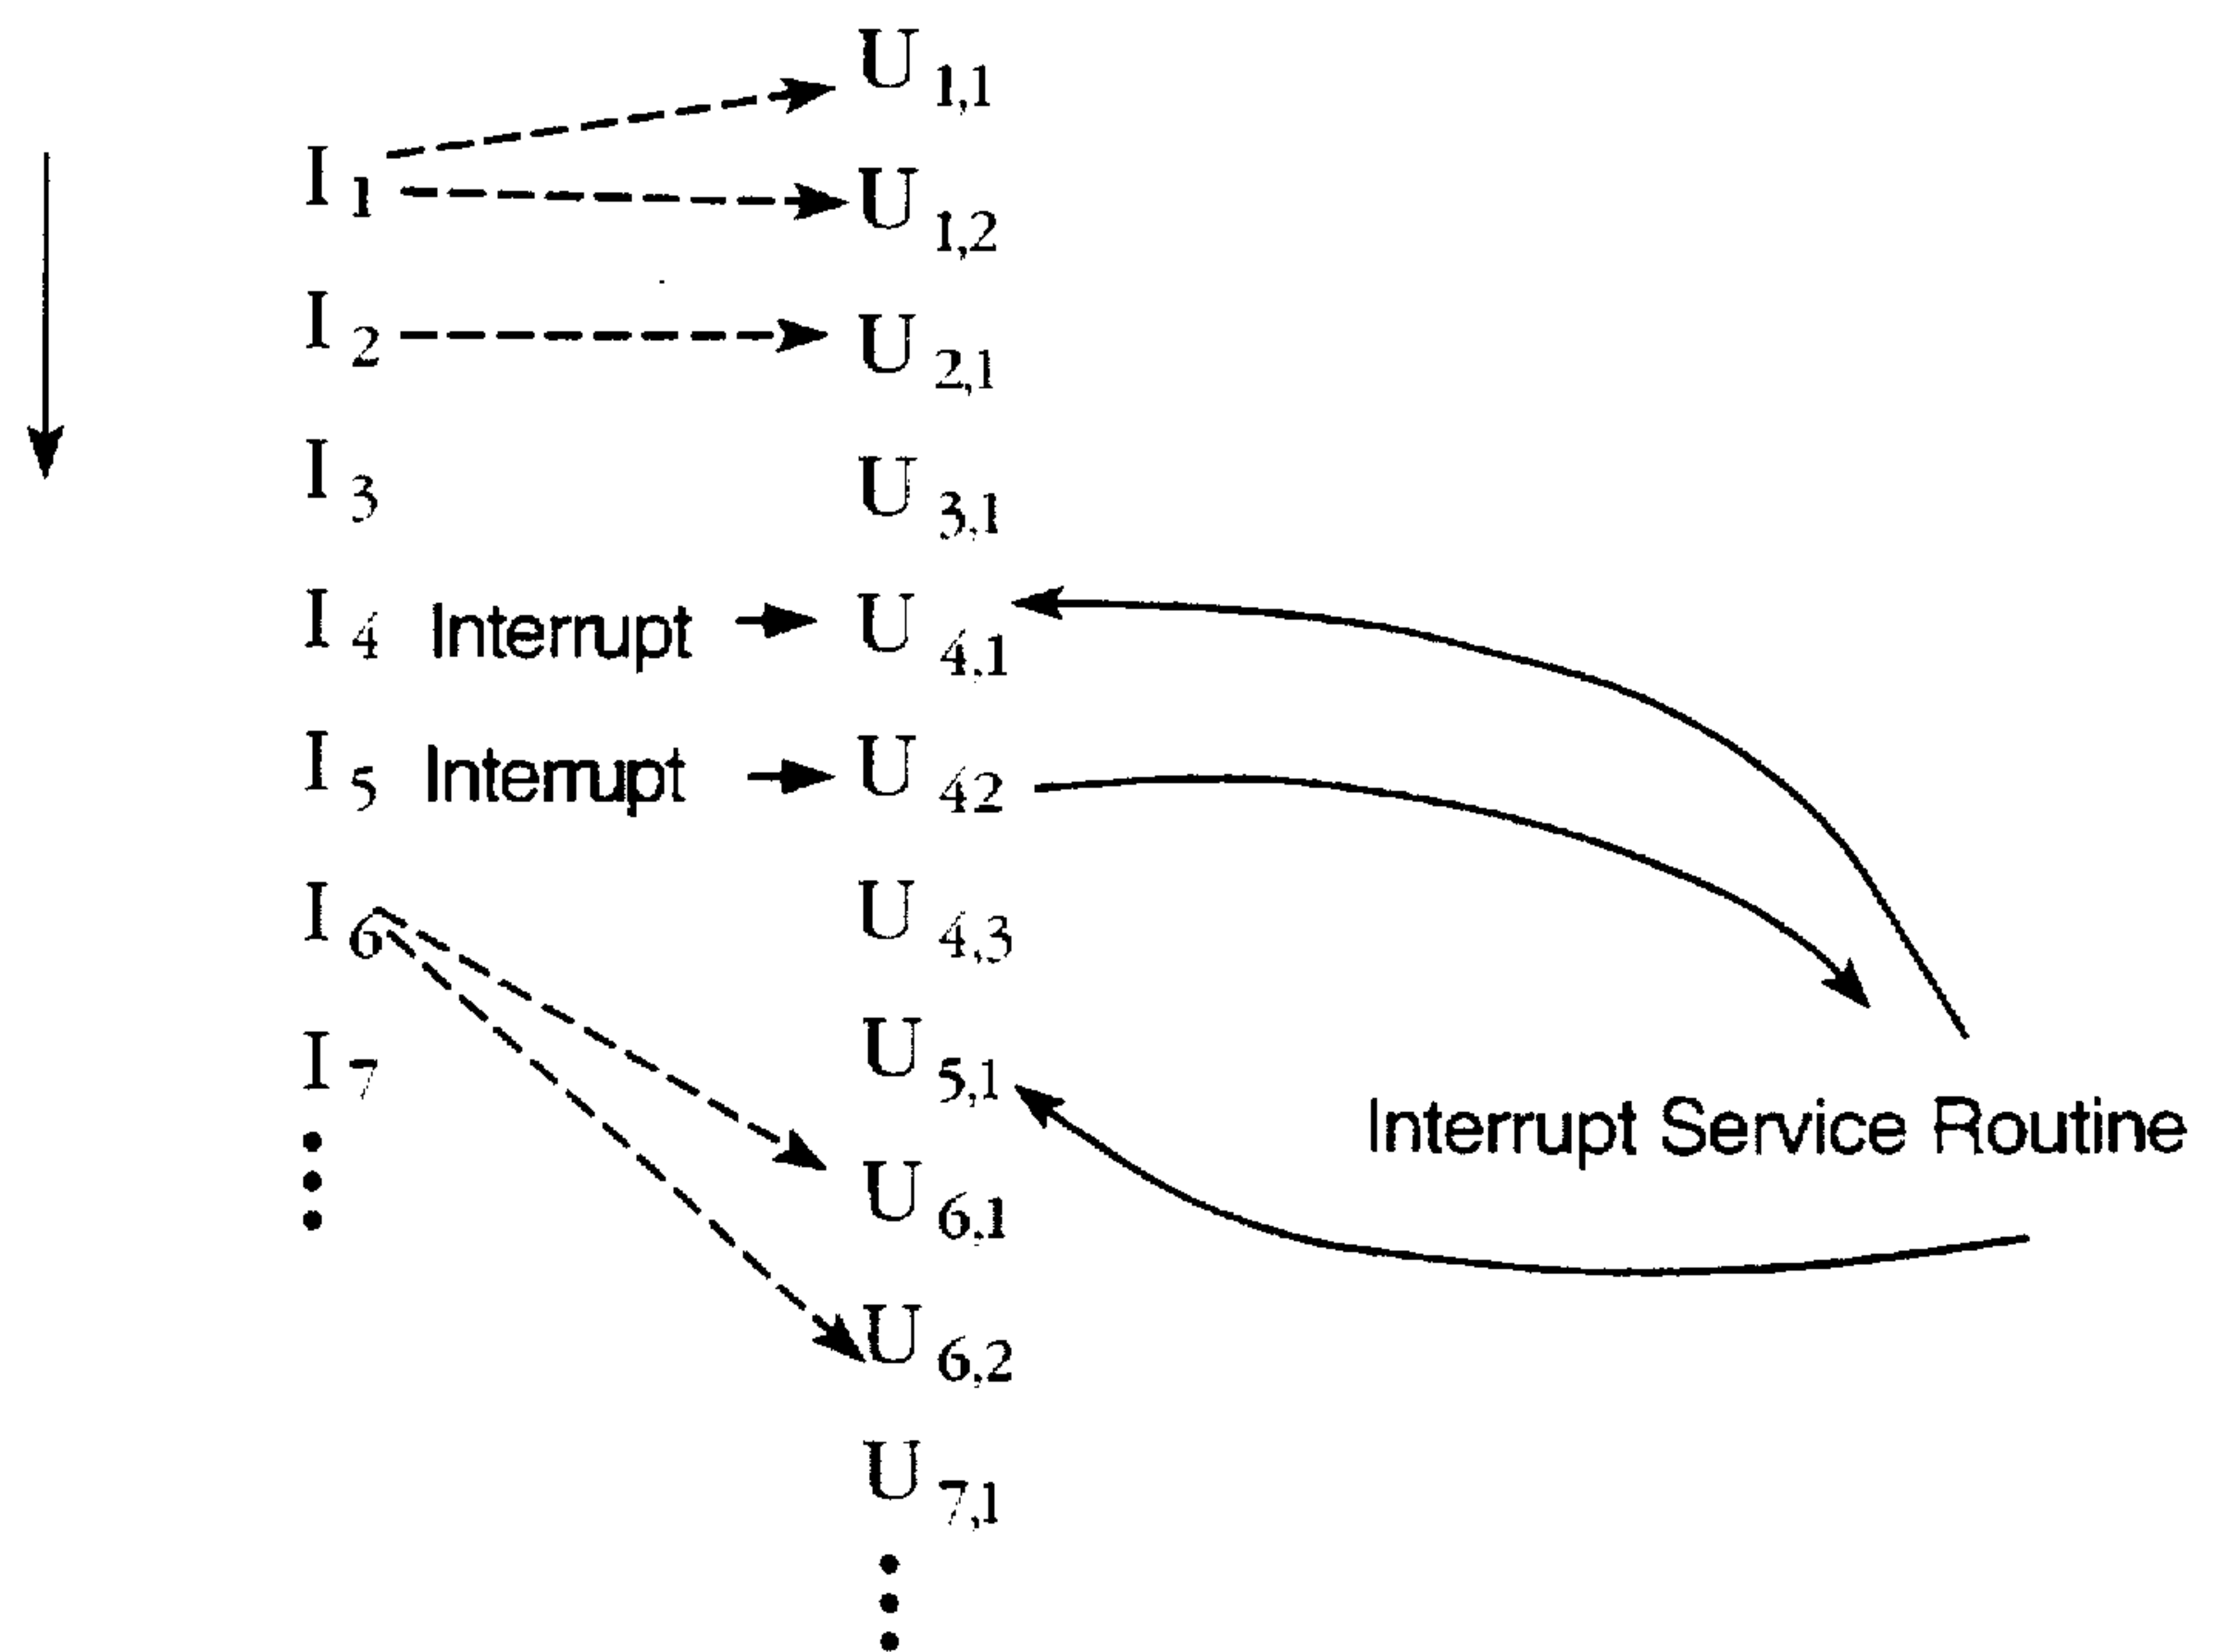 U 1,1
I 1
U 1,2
I 2
U 2,1
I 3
U 3,1
I 4 Interrupt U 4,1
I 5 Interrupt U 42
I 6
U 4,3
I 7
U 5,1
Interrupt Service Routine
U 6,1
U 6,2
U 7,1